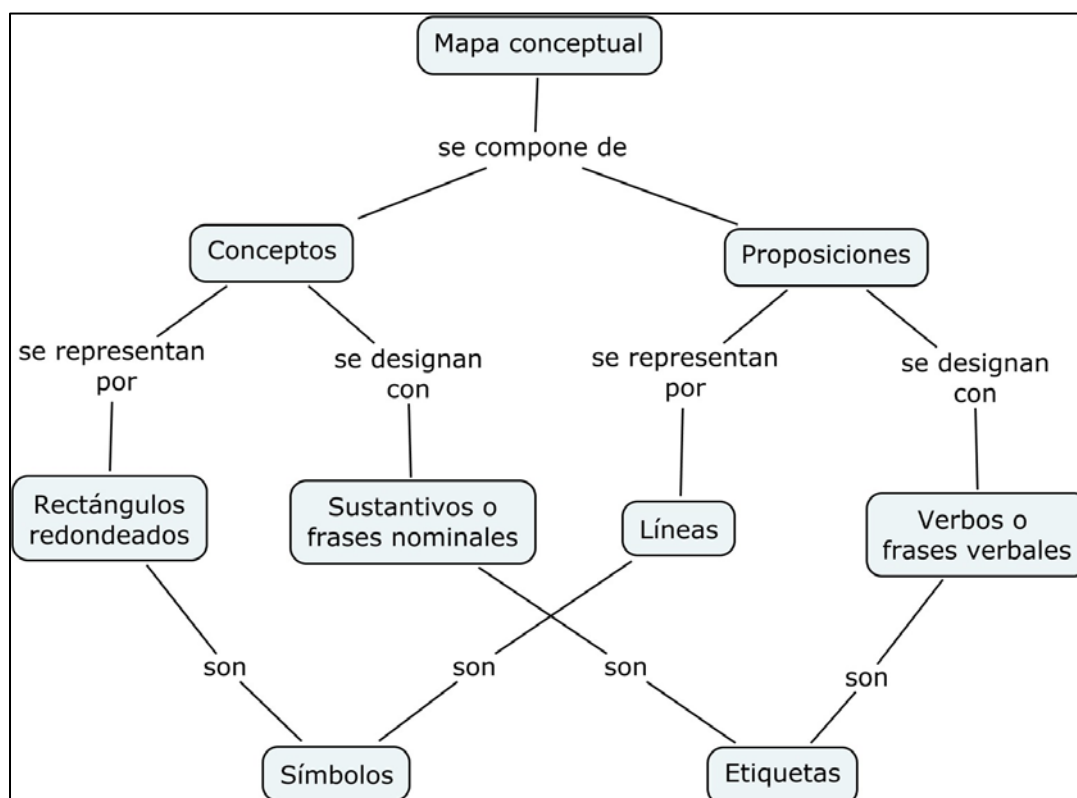 Mapa conceptual
se compone de
Conceptos
Proposiciones
se representan
por
se designan
con
se representan
por
se designan
con
Rectángulos
redondeados
Sustantivos o
frases nominales
Líneas
Verbos o
frases verbales
son
son
son
son
Símbolos
Etiquetas